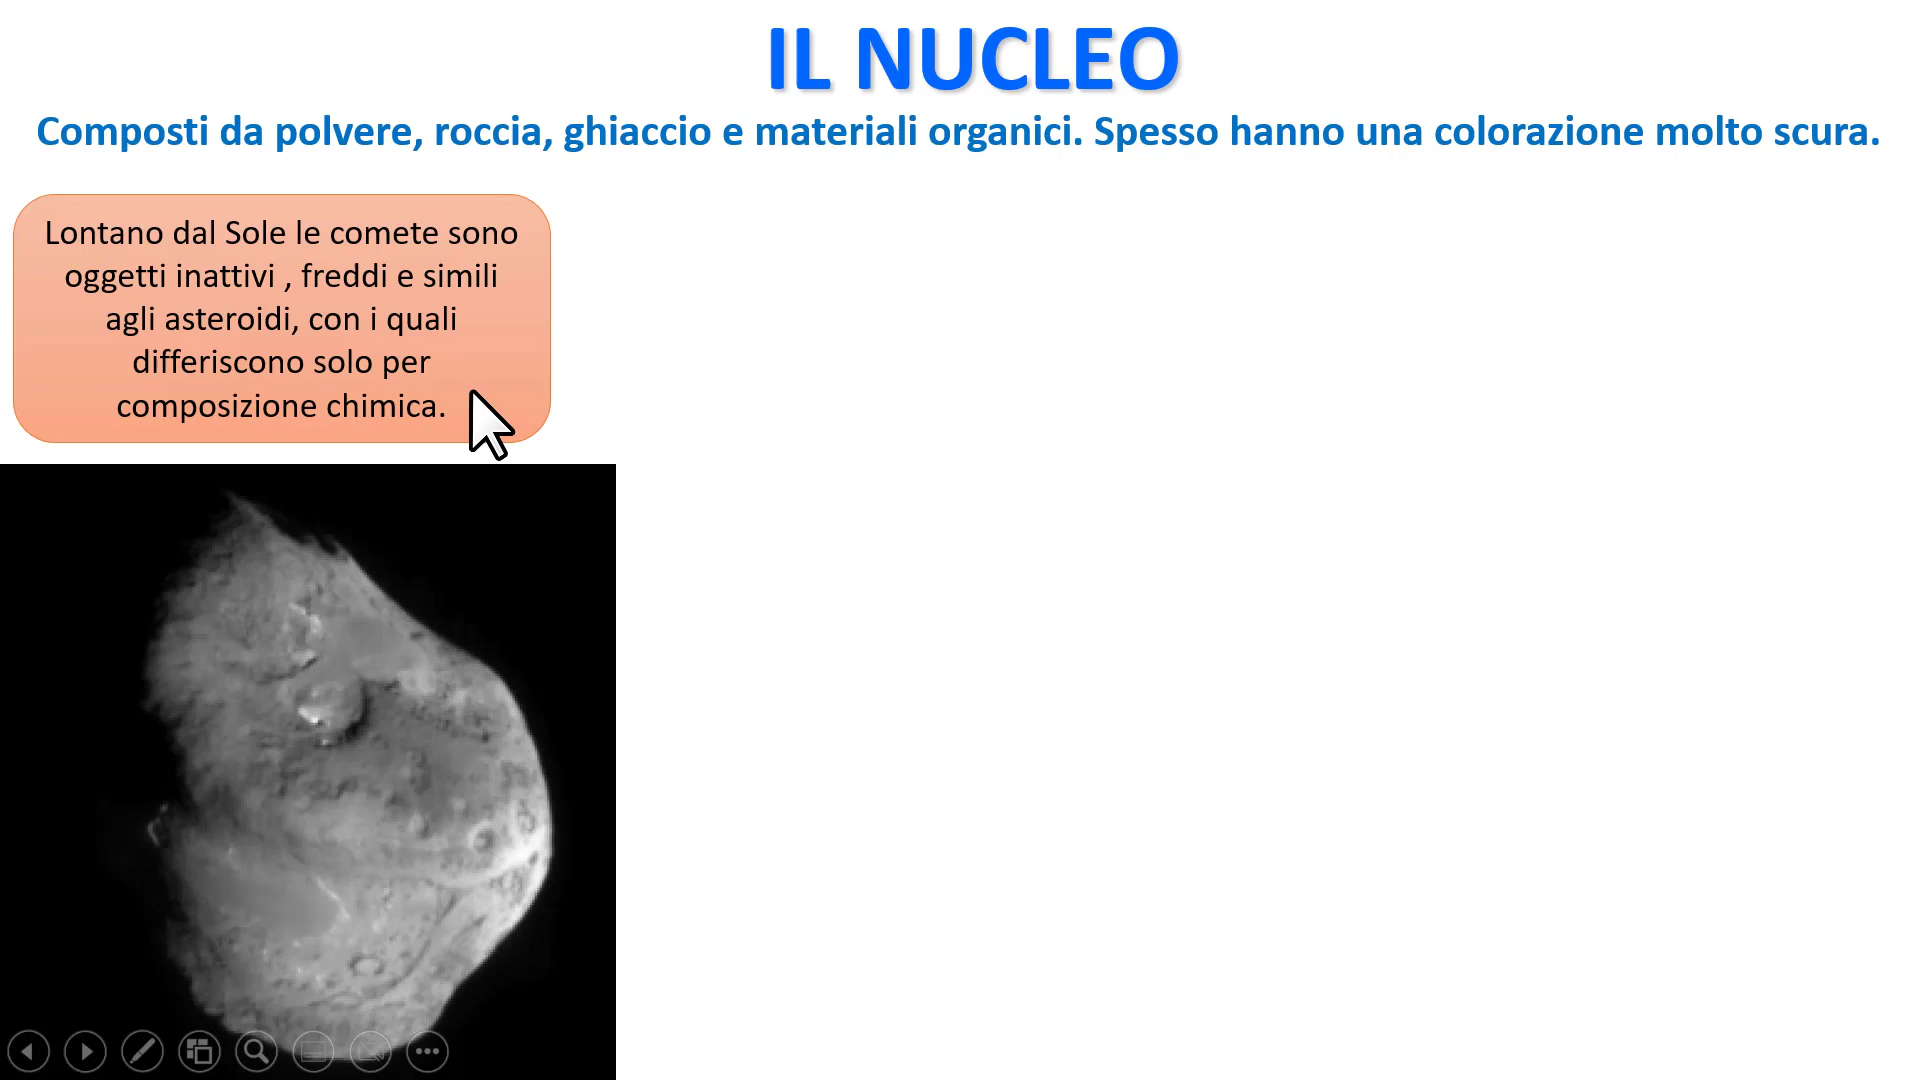 IL NUCLEO
Composti da polvere, roccia, ghiaccio e materiali organici. Spesso hanno una colorazione molto scura.
Lontano dal Sole le comete sono
oggetti inattivi , freddi e simili
agli asteroidi, con i quali
differiscono solo per
composizione chimica.